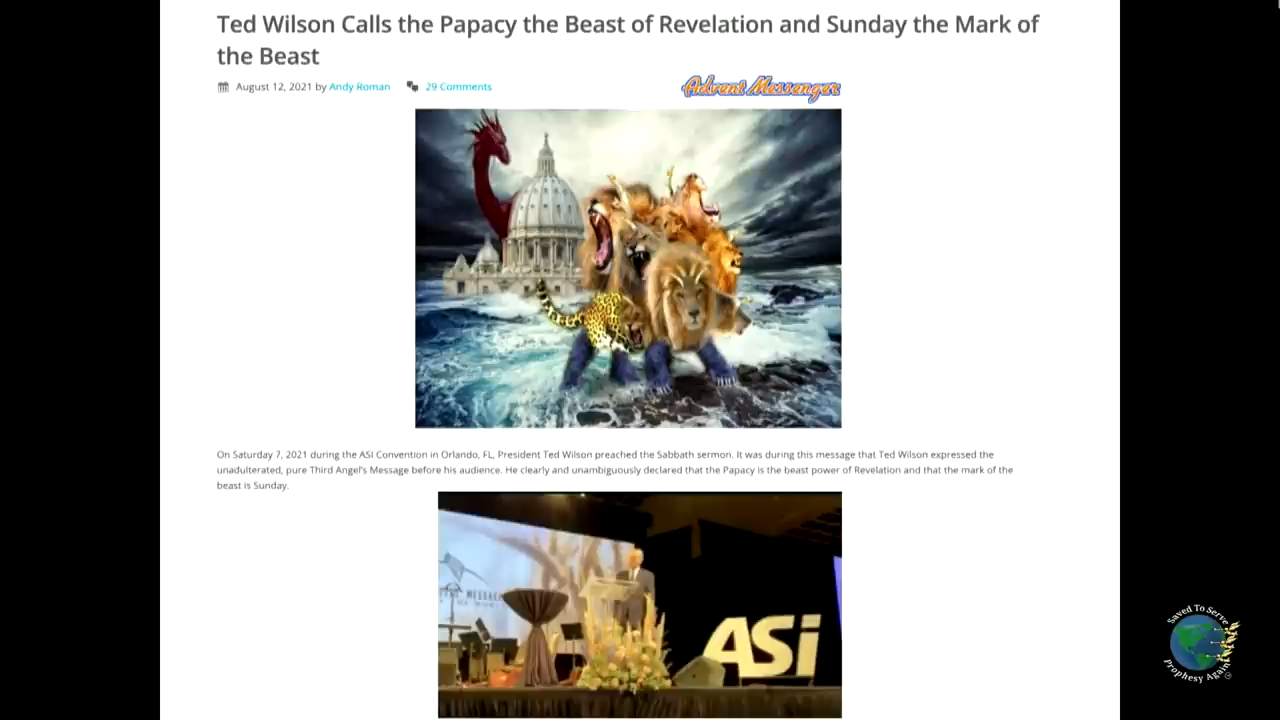 Ted Wilson Calls the Papacy the Beast of Revelation and Sunday the Mark of
the Beast
August 12, 2021 by Andy Roman 29 Comments
Advent Messenger
On Saturday 7, 2021 during the ASI Convention in Orlando, FL, President Ted Wilson preached the Sabbath sermon. It was during this message that Ted Wilson expressed the
unadulterated, pure Third Angel's Message before his audience. He clearly and unambiguously declared that the Papacy is the beast power of Revelation and that the mark of the
beast is Sunday.
MESSAGE
ASi
Saved To Serve
Prophesy Again